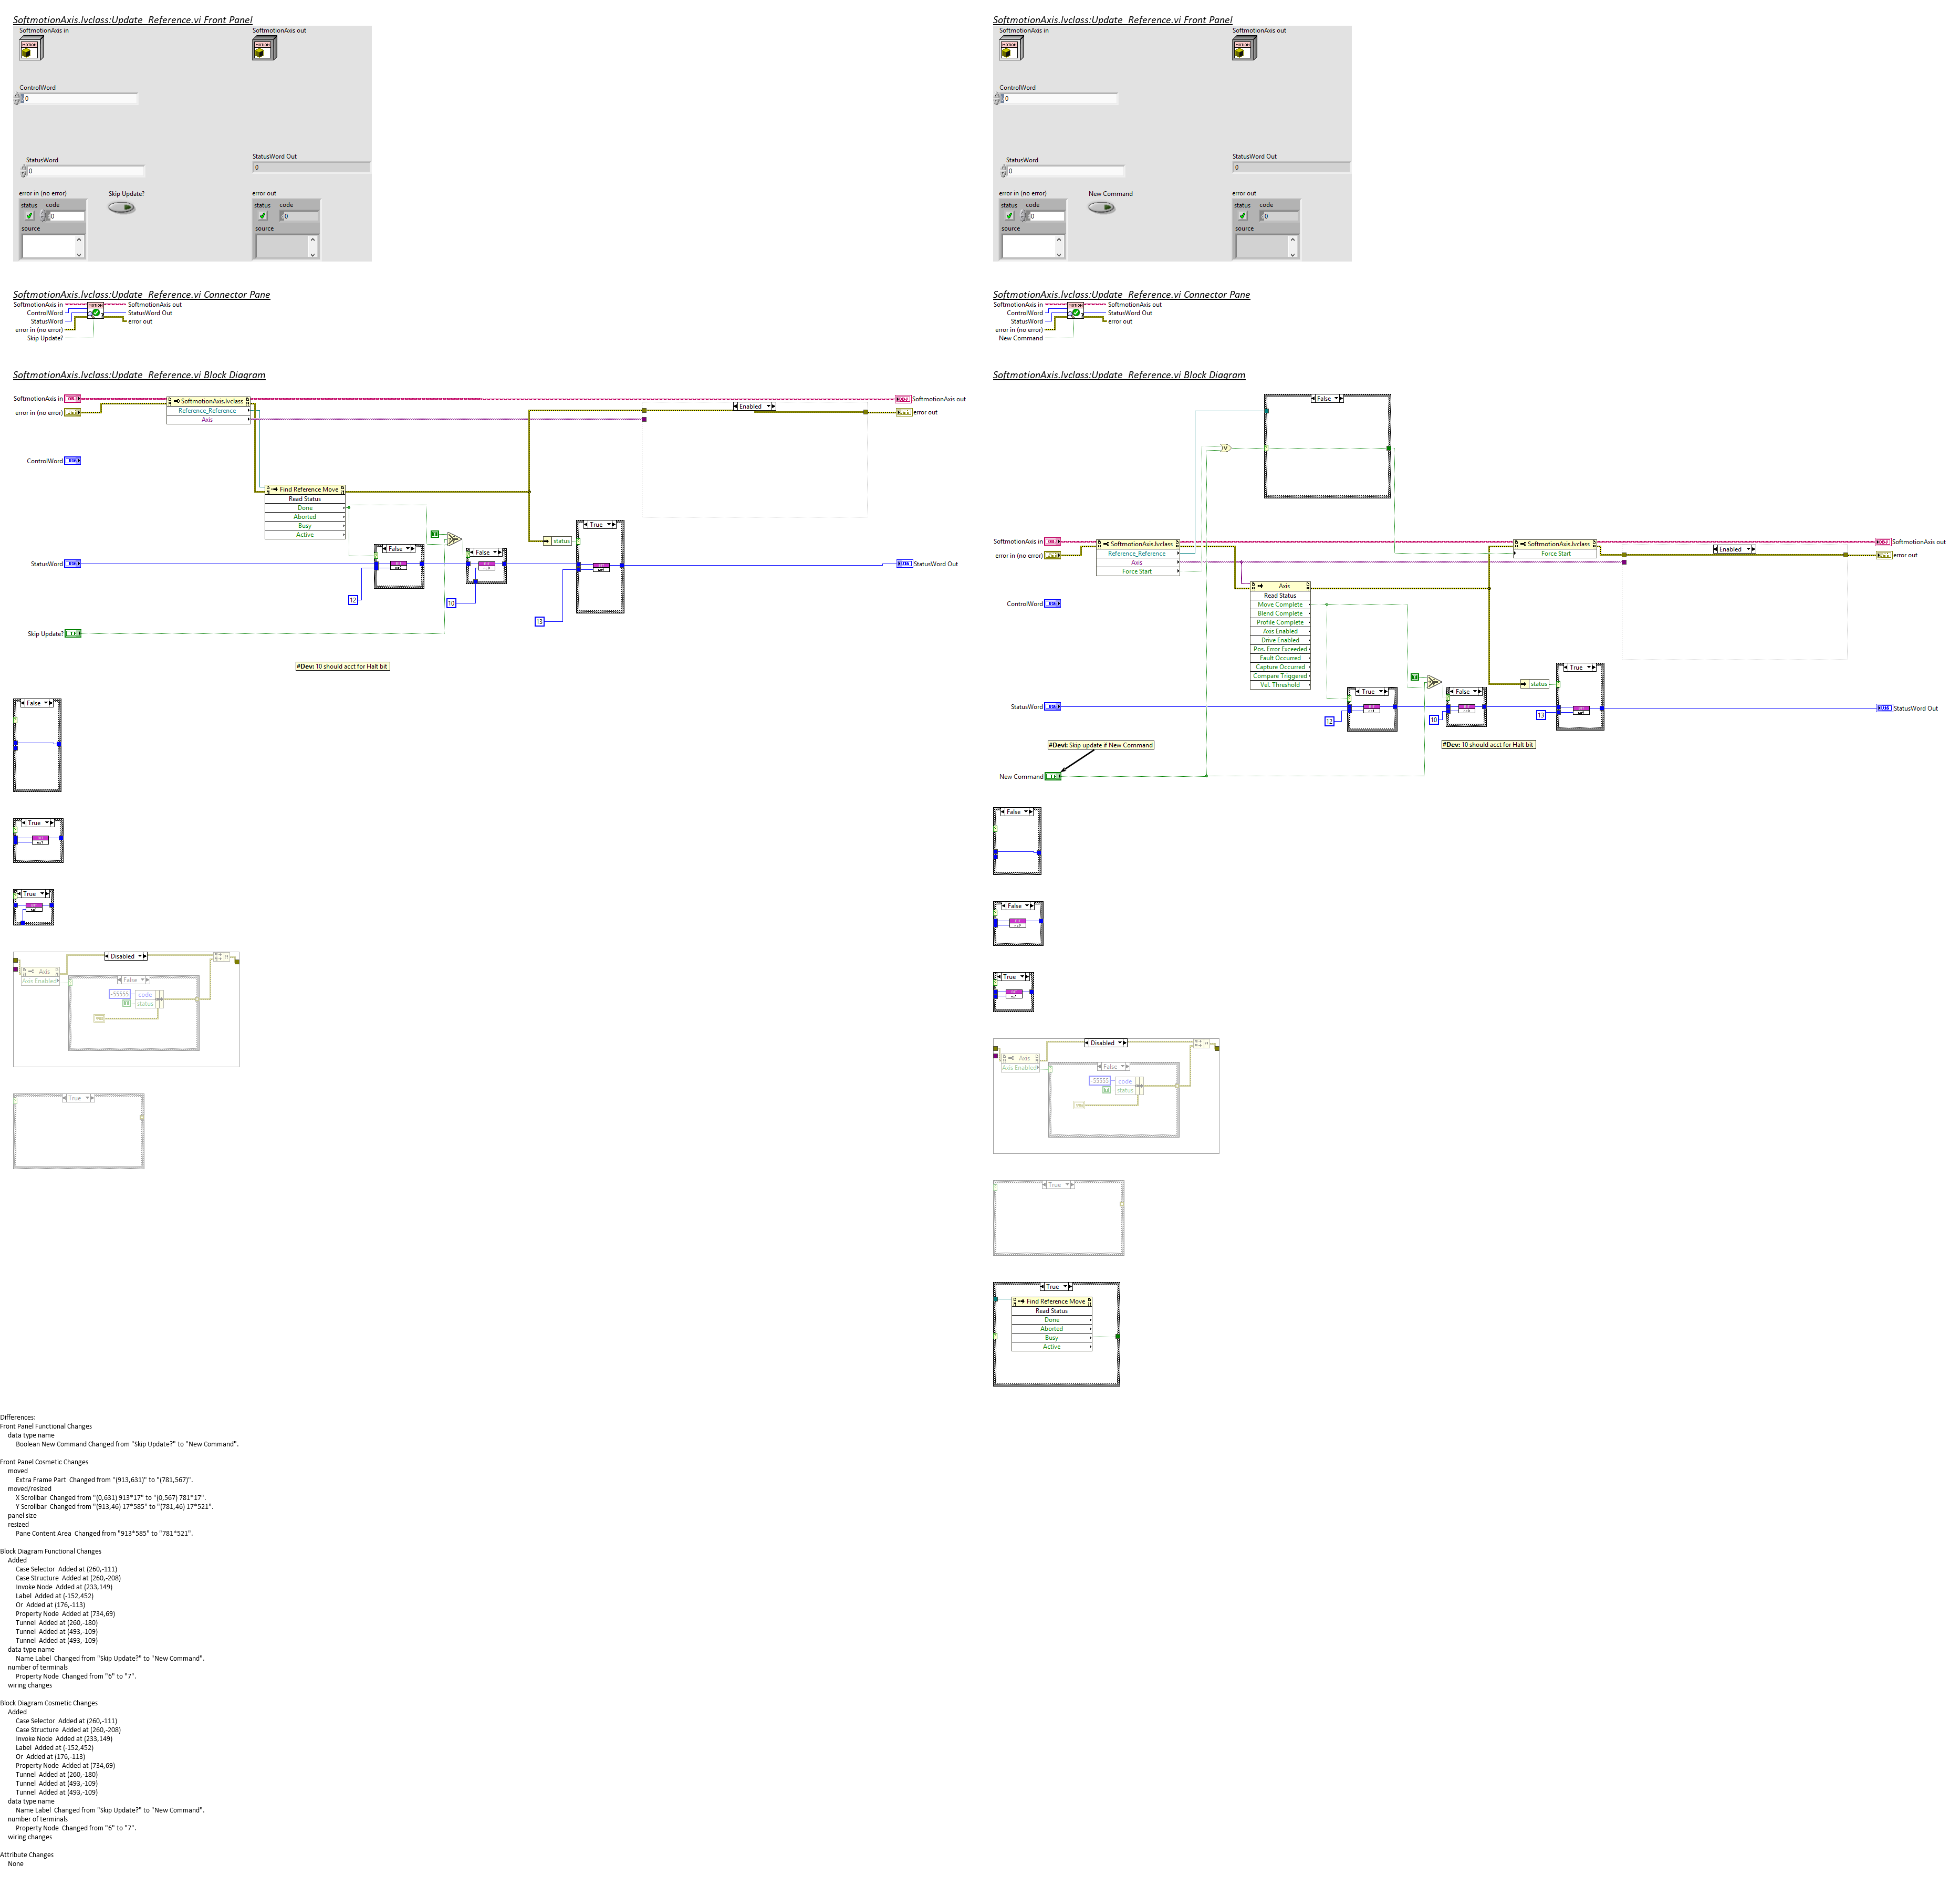 SoftmotionAxis.lvclass:Update_Reference.vi Front Panel
SoftmotionAxis in
SoftmotionAxis out
MOTION
MOTION
ControlWord
0
StatusWord
0
StatusWord Out
0
error in (no error)
Skip Update?
error out
status code
0
source
status code
0
source
SoftmotionAxis.lvclass:Update_Reference.vi Connector Pane
SoftmotionAxis in
SoftmotionAxis out
ControlWord
StatusWord Out
StatusWord
error out
error in (no error)
Skip Update?
SoftmotionAxis.lvclass:Update_Reference.vi Block Diagram
SoftmotionAxis in
SoftmotionAxis.lvclass
SoftmotionAxis out
error in (no error)
Reference_Reference
Enabled
error out
Axis
ControlWord
Find Reference Move
Read Status
Done
Aborted
Busy
Active
True
status
False
False
StatusWord
StatusWord Out
12
10
13
Skip Update?
#Dev: 10 should acct for Halt bit
False
True
True
Disabled
Axis
Axis Enabled
False
-55555
code
status
True
SoftmotionAxis.lvclass:Update_Reference.vi Front Panel
SoftmotionAxis in
SoftmotionAxis out
MOTION
MOTION
ControlWord
0
StatusWord
0
StatusWord Out
0
error in (no error)
New Command
error out
status code
0
source
status code
0
source
SoftmotionAxis.lvclass:Update_Reference.vi Connector Pane
SoftmotionAxis in
SoftmotionAxis out
ControlWord
StatusWord Out
StatusWord
error out
error in (no error)
New Command
SoftmotionAxis.lvclass:Update_Reference.vi Block Diagram
False
SoftmotionAxis in
SoftmotionAxis.lvclass
SoftmotionAxis.lvclass
SoftmotionAxis out
error in (no error)
Reference_Reference
Force Start
Enabled
error out
Axis
Force Start
ControlWord
Axis
Read Status
Move Complete
Blend Complete
Profile Complete
Axis Enabled
Drive Enabled
Pos. Error Exceeded
Fault Occurred
Capture Occurred
Compare Triggered
Vel. Threshold
True
status
True
False
StatusWord
StatusWord Out
12
10
13
#Devi: Skip update if New Command
#Dev: 10 should acct for Halt bit
New Command
False
False
True
Disabled
Axis
Axis Enabled
False
-55555
code
status
True
True
Find Reference Move
Read Status
Done
Aborted
Busy
Active
Differences:
Front Panel Functional Changes
data type name
Boolean New Command Changed from "Skip Update?" to "New Command".
Front Panel Cosmetic Changes
moved
Extra Frame Part Changed from "(913,631)" to "(781,567)".
moved/resized
X Scrollbar Changed from "(0,631) 913*17" to "(0,567) 781*17".
Y Scrollbar Changed from "(913,46) 17*585" to "(781,46) 17*521".
panel size
resized
Pane Content Area Changed from "913*585" to "781*521".
Block Diagram Functional Changes
Added
Case Selector Added at (260,-111)
Case Structure Added at (260,-208)
Invoke Node Added at (233,149)
Label Added at (-152,452)
Or Added at (176,-113)
Property Node Added at (734,69)
Tunnel Added at (260,-180)
Tunnel Added at (493,-109)
Tunnel Added at (493,-109)
data type name
Name Label Changed from "Skip Update?" to "New Command".
number of terminals
Property Node Changed from "6" to "7".
wiring changes
Block Diagram Cosmetic Changes
Added
Case Selector Added at (260,-111)
Case Structure Added at (260,-208)
Invoke Node Added at (233,149)
Label Added at (-152,452)
Or Added at (176,-113)
Property Node Added at (734,69)
Tunnel Added at (260,-180)
Tunnel Added at (493,-109)
Tunnel Added at (493,-109)
data type name
Name Label Changed from "Skip Update?" to "New Command".
number of terminals
Property Node Changed from "6" to "7".
wiring changes
Attribute Changes
None